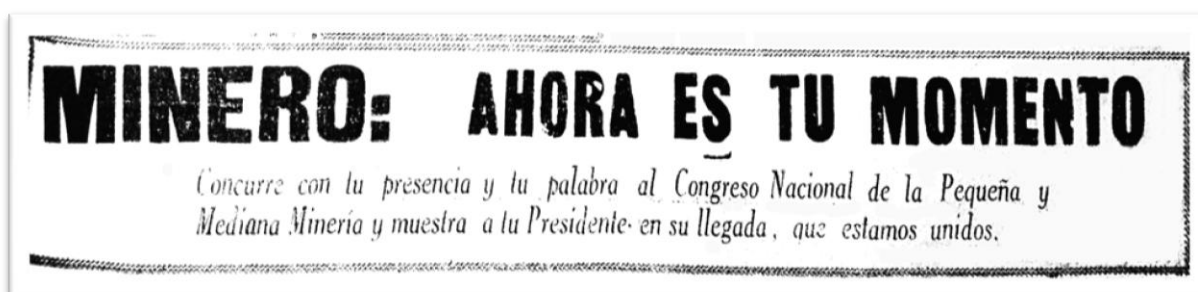 MINERO: AHORA ES TU MOMENTO
Concurre con tu presencia y tu palabra al Congreso Nacional de la Pequeña y
Mediana Minería y muestra a tu Presidente en su llegada, que estamos unidos.